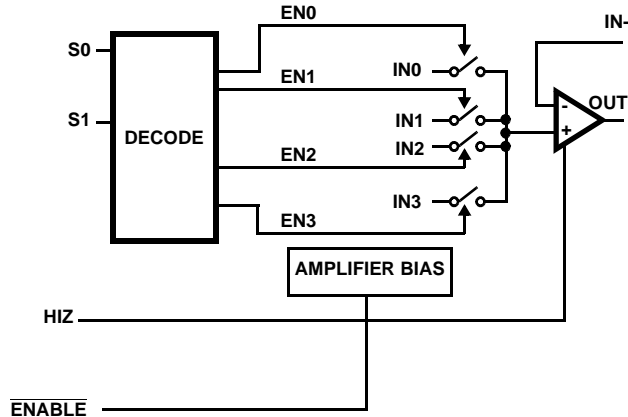 EN0
IN-
S0
IN0
EN1
OUT
-
S1
IN1
+
DECODE
IN2
EN2
IN3
EN3
AMPLIFIER BIAS
HIZ
ENABLE